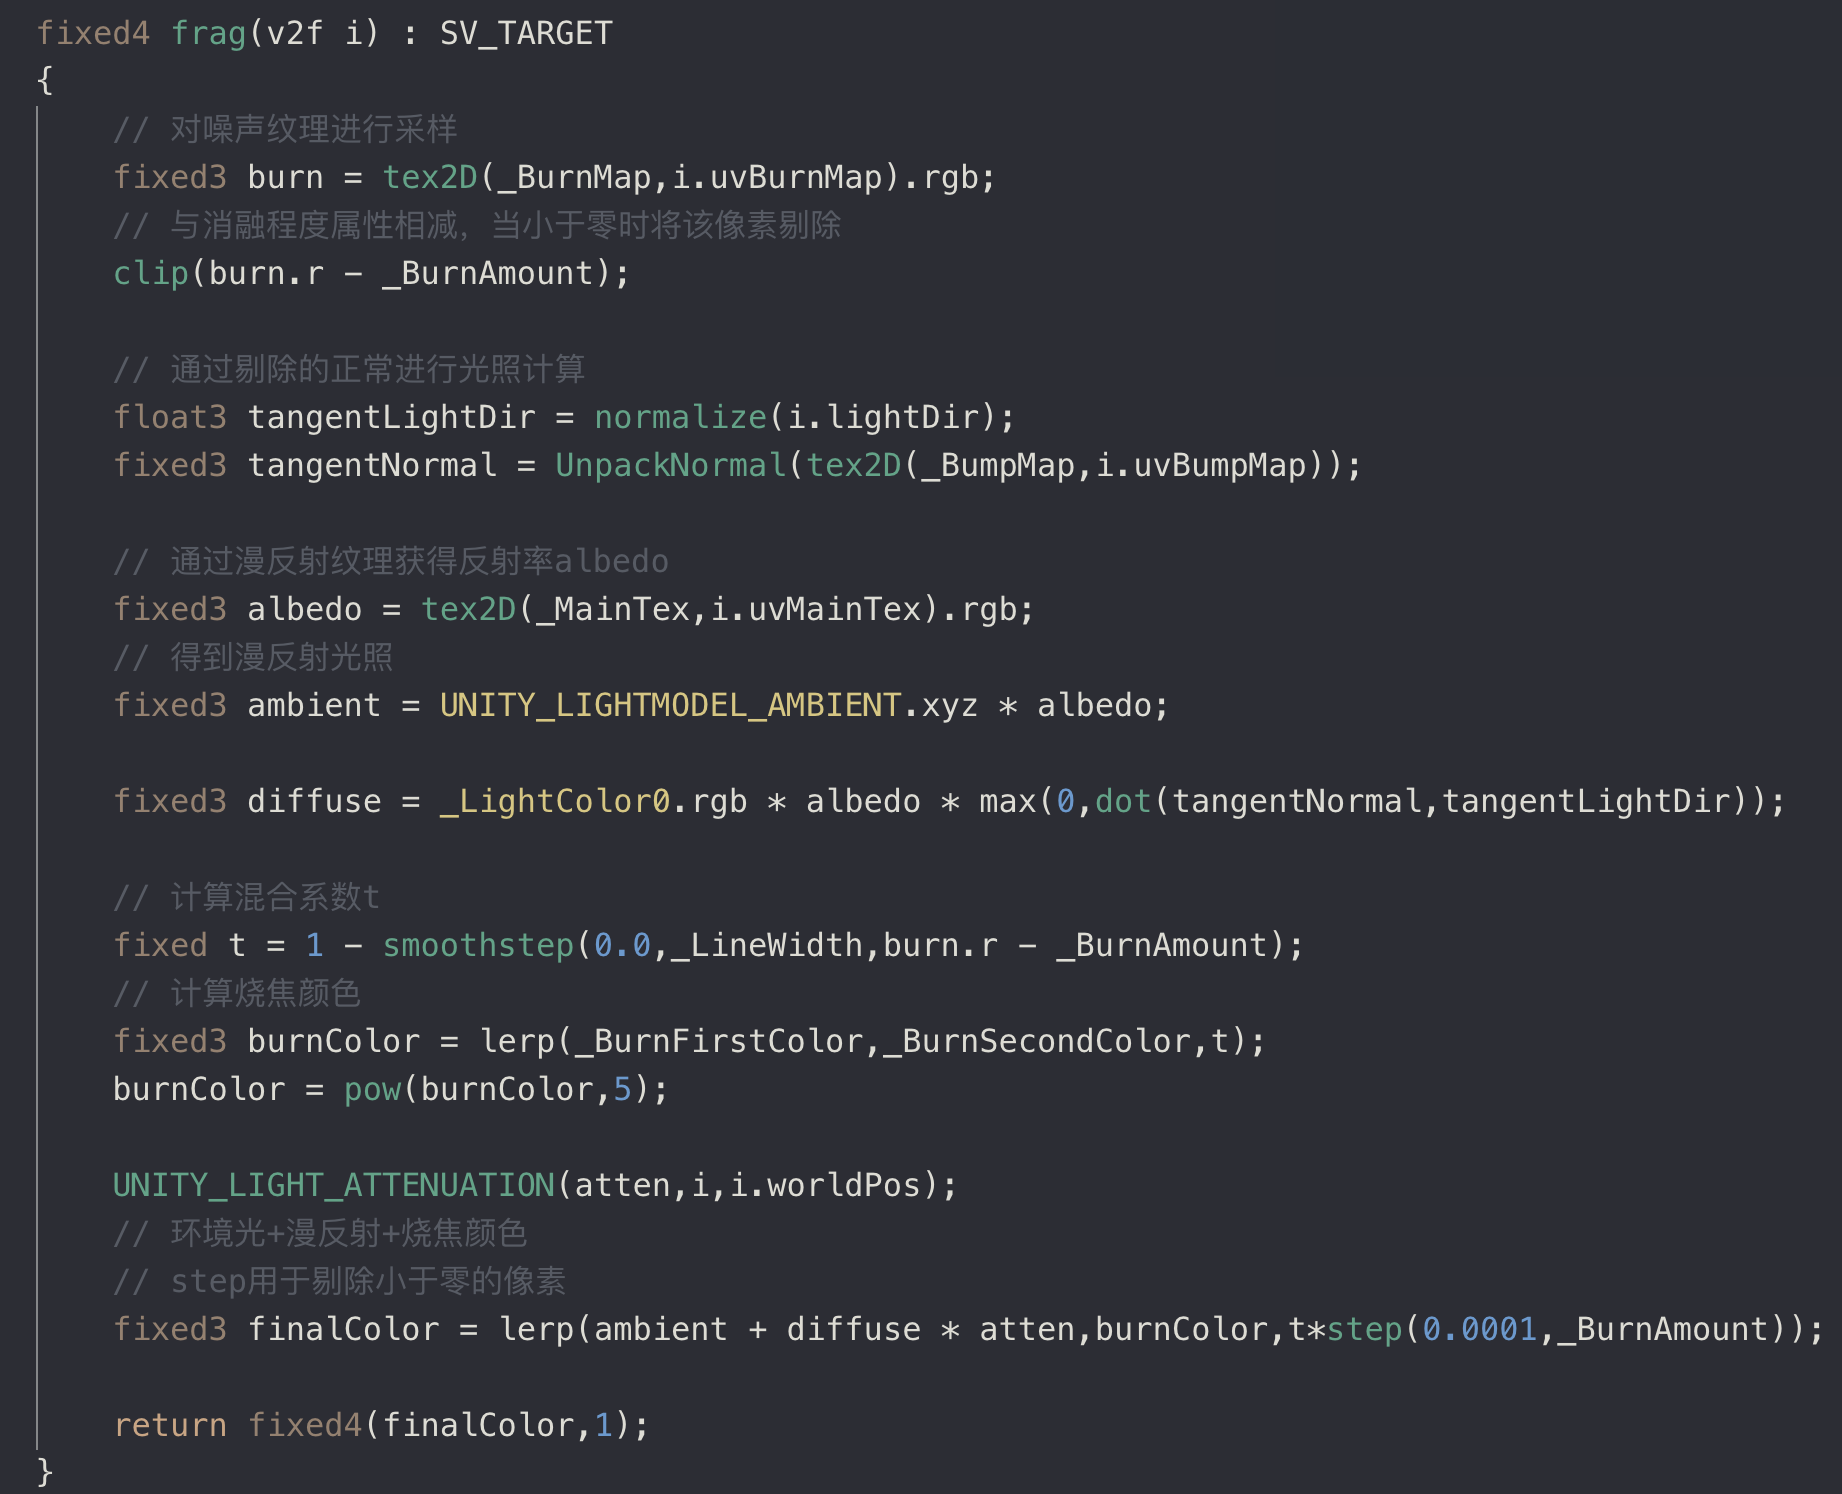 fixed4 frag(v2f i) : SV_TARGET
{
// 对噪声纹理进行采样
fixed3 burn = tex2D(_BurnMap,i.uvBurnMap).rgb;
// 与消融程度属性相减，当小于零时将该像素剔除
clip(burn.r - _BurnAmount);
// 通过剔除的正常进行光照计算
float3 tangentLightDir = normalize(i.lightDir);
fixed3 tangentNormal = UnpackNormal(tex2D(_BumpMap,i.uvBumpMap));
// 通过漫反射纹理获得反射率albedo
fixed3 albedo = tex2D(_MainTex,i.uvMainTex).rgb;
// 得到漫反射光照
fixed3 ambient = UNITY_LIGHTMODEL_AMBIENT.xyz * albedo;
fixed3 diffuse = _LightColor0.rgb * albedo * max(0,dot(tangentNormal,tangentLightDir));
// 计算混合系数t
fixed t = 1 - smoothstep(0.0,_LineWidth,burn.r - _BurnAmount);
// 计算烧焦颜色
fixed3 burnColor = lerp(_BurnFirstColor,_BurnSecondColor,t);
burnColor = pow(burnColor,5);
UNITY_LIGHT_ATTENUATION(atten,i,i.worldPos);
// 环境光+漫反射+烧焦颜色
// step用于剔除小于零的像素
fixed3 finalColor = lerp(ambient + diffuse * atten,burnColor,t*step(0.0001,_BurnAmount));
return fixed4(finalColor,1);
}